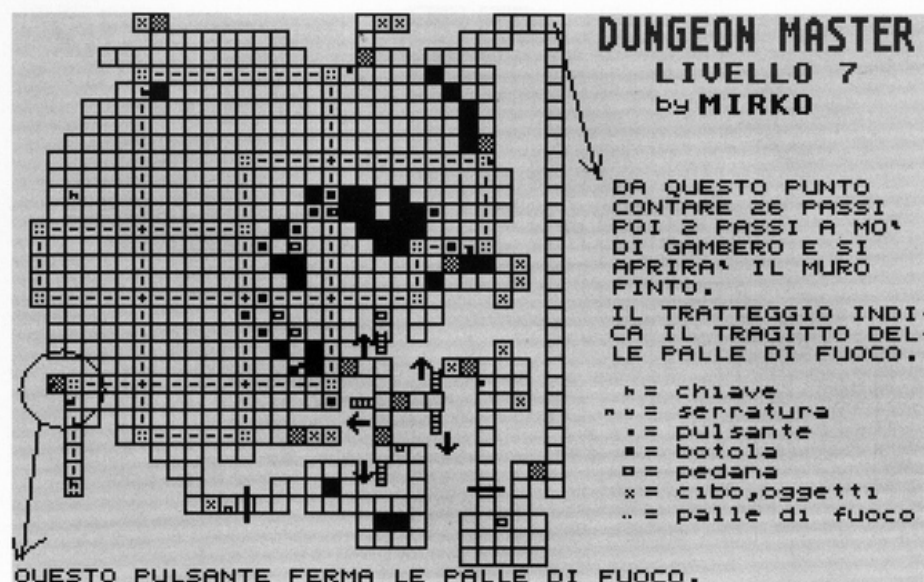 DUNGEON MASTER
LIVELLO 7
by MIRKO
DA QUESTO PUNTO
CONTARE 26 PASSI
POI 2 PASSI A MO'
DI GAMBERO E SI
APRIRA' IL MURO
FINTO.
IL TRATTEGGIO INDI-
CA IL TRAGITTO DEL-
LE PALLE DI FUOCO.
= chiave
= serratura
= pulsante
= botola
= pedana
x = cibo,oggetti
= palle di fuoco
QUESTO PULSANTE FERMA LE PALLE DI FUOCO.